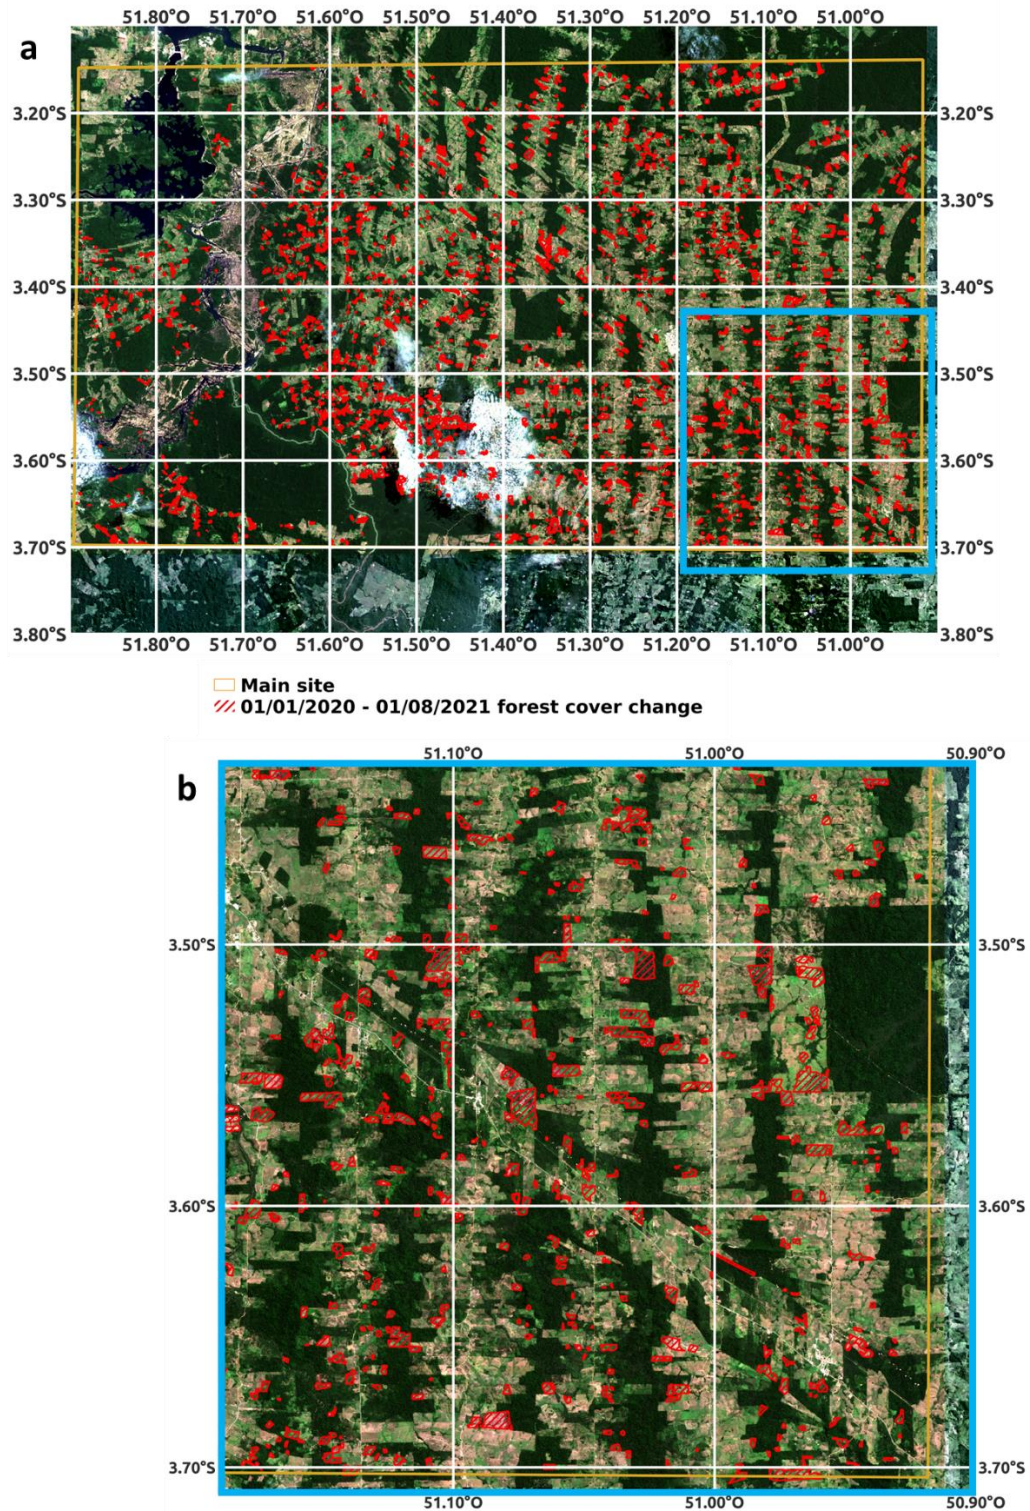 51.80°O 51.70°O 51.60°O 51.50°O 51.40°O 51.30°O 51.20°O 51.10°O 51.00°O
a
3.20°S 3.20°S
3.30°S 3.30°S
3.40°S 3.40°S
3.50°S 3.50°S
3.60°S 3.60°S
3.70°S 3.70°S
3.80°S 3.80°S
51.80°O 51.70°O 51.60°O 51.50°O 51.40°O 51.30°O 51.20°O 51.10°O 51.00°O
Main site
01/01/2020 - 01/08/2021 forest cover change
51.10°O 51.00°O 50.90°O
b
3.50°S 3.50°S
3.60°S 3.60°S
3.70°S 3.70°S
51.10°O 51.00°O 50.90°O